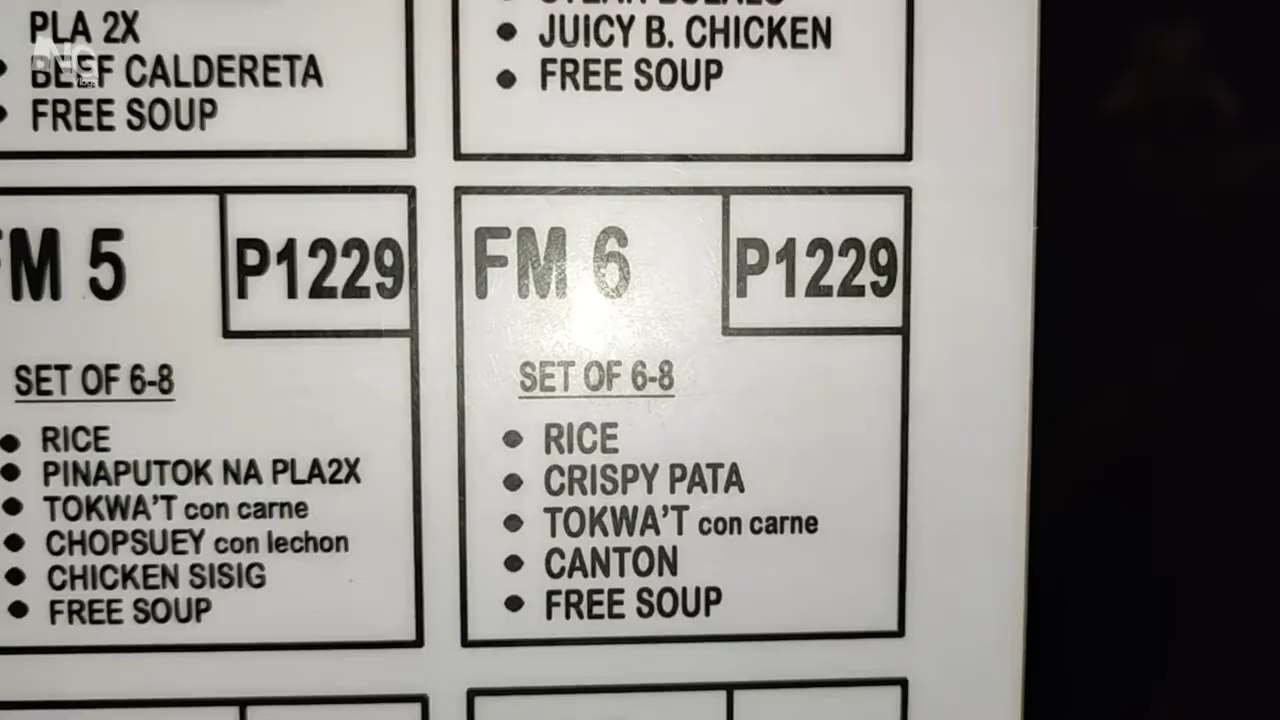 PLA 2X
BEEF CALDERETA
FREE SOUP
JUICY B. CHICKEN
FREE SOUP
FM 5
P1229
SET OF 6-8
RICE
PINAPUTOK NA PLA2X
TOKWA'T con carne
CHOPSUEY con lechon
CHICKEN SISIG
FREE SOUP
FM 6
P1229
SET OF 6-8
RICE
CRISPY PATA
TOKWA'T con carne
CANTON
FREE SOUP
NG
Vlogs